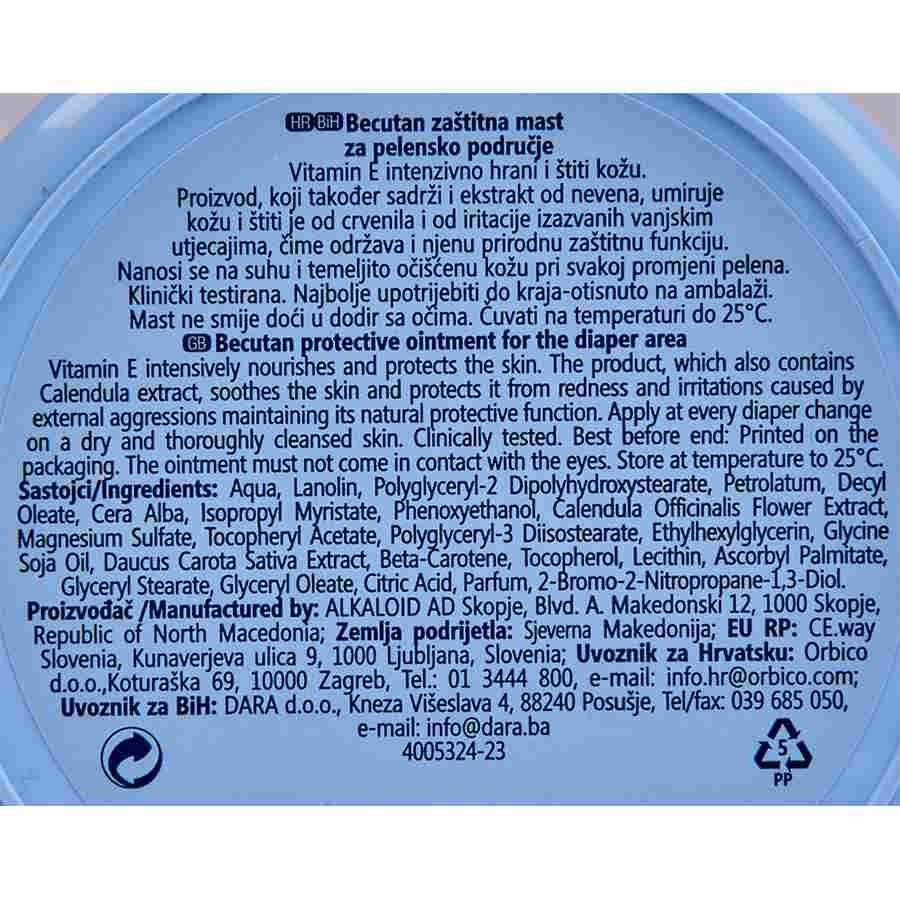 HR BiH Becutan zaštitna mast
za pelensko područje
Vitamin E intenzivno hrani i štiti kožu.
Proizvod, koji također sadrži i ekstrakt od nevena, umiruje
kožu i štiti je od crvenila i od iritacije izazvanih vanjskim
utjecajima, čime održava i njenu prirodnu zaštitnu funkciju.
Nanosi se na suhu i temeljito očišćenu kožu pri svakoj promjeni pelena.
Klinički testirana. Najbolje upotrijebiti do kraja-otisnuto na ambalaži.
Mast ne smije doći u dodir sa očima. Čuvati na temperaturi do 25°C.
GB Becutan protective ointment for the diaper area
Vitamin E intensively nourishes and protects the skin. The product, which also contains
Calendula extract, soothes the skin and protects it from redness and irritations caused by
external aggressions maintaining its natural protective function. Apply at every diaper change
on a dry and thoroughly cleansed skin. Clinically tested. Best before end: Printed on the
packaging. The ointment must not come in contact with the eyes. Store at temperature to 25°C.
Sastojci/Ingredients: Aqua, Lanolin, Polyglyceryl-2 Dipolyhydroxystearate, Petrolatum, Decyl
Oleate, Cera Alba, Isopropyl Myristate, Phenoxyethanol, Calendula Officinalis Flower Extract,
Magnesium Sulfate, Tocopheryl Acetate, Polyglyceryl-3 Diisostearate, Ethylhexylglycerin, Glycine
Soja Oil, Daucus Carota Sativa Extract, Beta-Carotene, Tocopherol, Lecithin, Ascorbyl Palmitate,
Glyceryl Stearate, Glyceryl Oleate, Citric Acid, Parfum, 2-Bromo-2-Nitropropane-1,3-Diol.
Proizvođač /Manufactured by: ALKALOID AD Skopje, Blvd. A. Makedonski 12, 1000 Skopje,
Republic of North Macedonia; Zemlja podrijetla: Sjeverna Makedonija; EU RP: CE.way
Slovenia, Kunaverjeva ulica 9, 1000 Ljubljana, Slovenia; Uvoznik za Hrvatsku: Orbico
d.o.o.,Koturaška 69, 10000 Zagreb, Tel.: 01 3444 800, e-mail: info.hr@orbico.com;
Uvoznik za BiH: DARA d.o.o., Kneza Višeslava 4, 88240 Posušje, Tel/fax: 039 685 050,
e-mail: info@dara.ba
4005324-23
5
PP